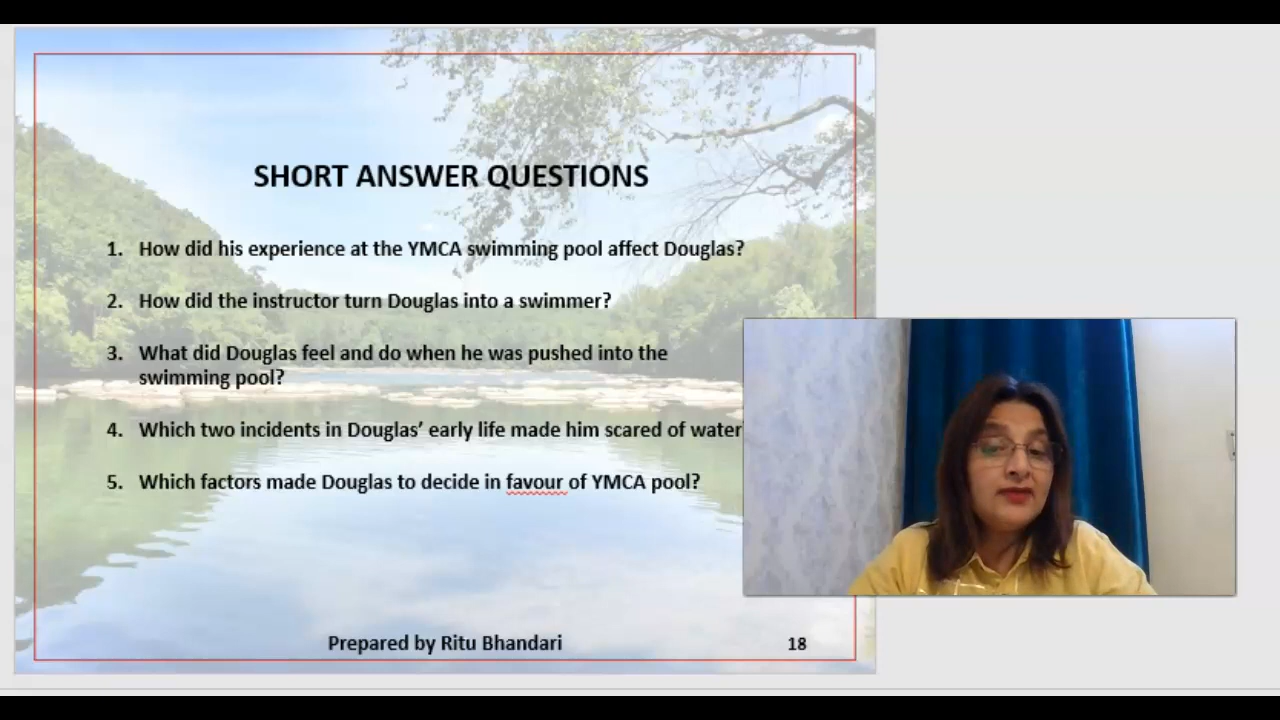 SHORT ANSWER QUESTIONS
1. How did his experience at the YMCA swimming pool affect Douglas?
2. How did the instructor turn Douglas into a swimmer?
3. What did Douglas feel and do when he was pushed into the
swimming pool?
4. Which two incidents in Douglas’ early life made him scared of water
5. Which factors made Douglas to decide in favour of YMCA pool?
Prepared by Ritu Bhandari
18